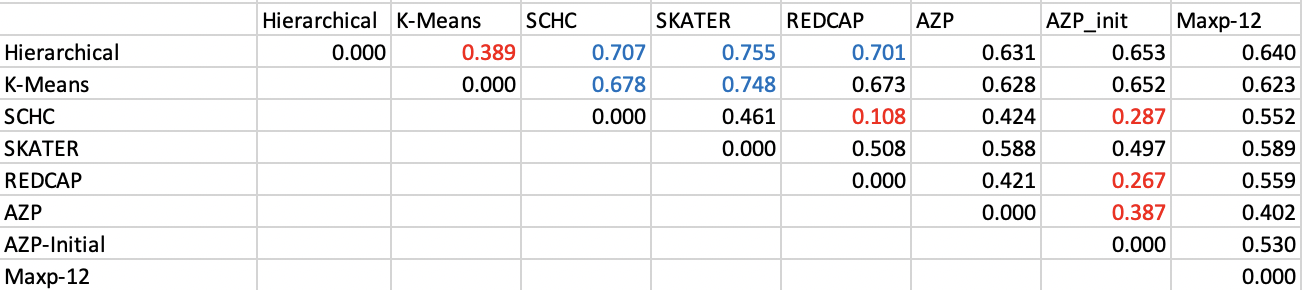 Hierarchical K-Means SCHC SKATER REDCAP AZP AZP_init Maxp-12
Hierarchical 0.000 0.389 0.707 0.755 0.701 0.631 0.653 0.640
K-Means 0.000 0.678 0.748 0.673 0.628 0.652 0.623
SCHC 0.000 0.461 0.108 0.424 0.287 0.552
SKATER 0.000 0.508 0.588 0.497 0.589
REDCAP 0.000 0.421 0.267 0.559
AZP 0.000 0.387 0.402
AZP-Initial 0.000 0.530
Maxp-12 0.000